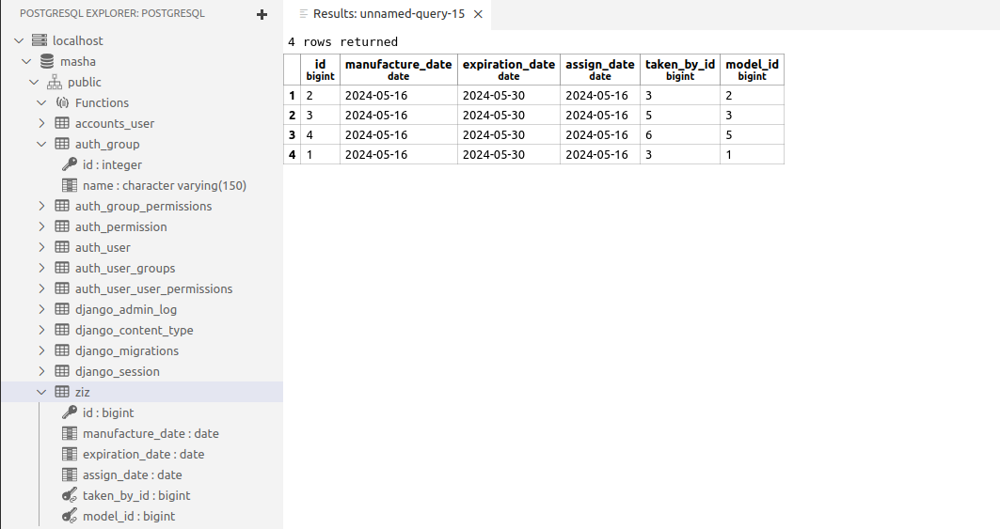 POSTGRESQL EXPLORER: POSTGRESQL
localhost
masha
public
Functions
accounts_user
auth_group
id : integer
name : character varying(150)
auth_group_permissions
auth_permission
auth_user
auth_user_groups
auth_user_user_permissions
django_admin_log
django_content_type
django_migrations
django_session
ziz
id : bigint
manufacture_date : date
expiration_date : date
assign_date : date
taken_by_id : bigint
model_id : bigint
Results: unnamed-query-15
4 rows returned
id manufacture_date expiration_date assign_date taken_by_id model_id
bigint date date date bigint bigint
1 2 2024-05-16 2024-05-30 2024-05-16 3 2
2 3 2024-05-16 2024-05-30 2024-05-16 5 3
3 4 2024-05-16 2024-05-30 2024-05-16 6 5
4 1 2024-05-16 2024-05-30 2024-05-16 3 1